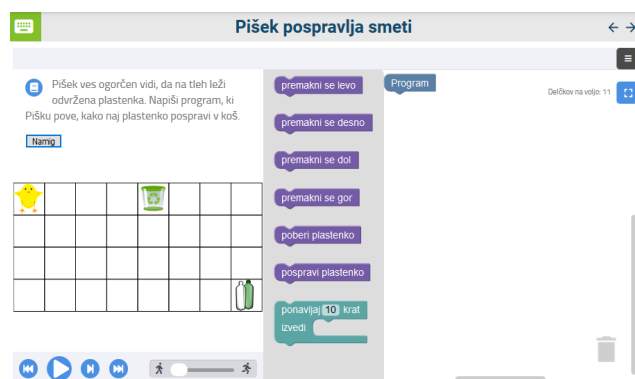 Pišek pospravlja smeti
Pišek ves ogorčen vidi, da na tleh leži
odvržena plastenka. Napiši program, ki
Pišku pove, kako naj plastenko pospravi v koš.
Namig
premakni se levo
premakni se desno
premakni se dol
premakni se gor
poberi plastenko
pospravi plastenko
ponavljaj 10 krat
izvedi
Program
Delčkov na voljo: 11